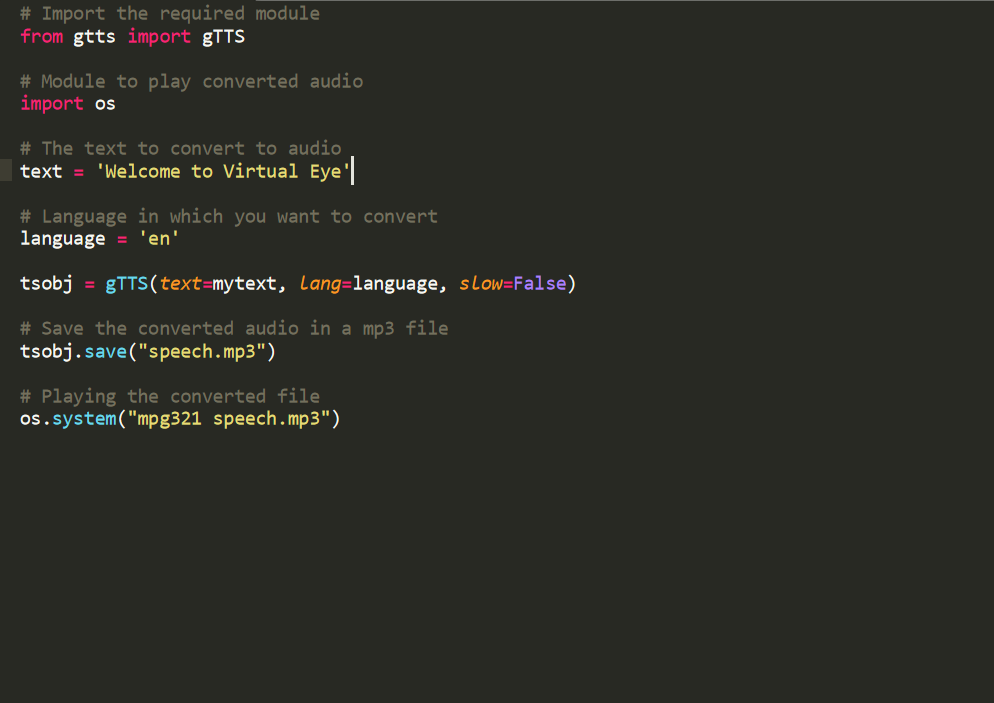 # Import the required module
from gtts import gTTS
# Module to play converted audio
import os
# The text to convert to audio
text = 'Welcome to Virtual Eye'
# Language in which you want to convert
language = 'en'
tsobj = gTTS(text=mytext, lang=language, slow=False)
# Save the converted audio in a mp3 file
tsobj.save("speech.mp3")
# Playing the converted file
os.system("mpg321 speech.mp3")